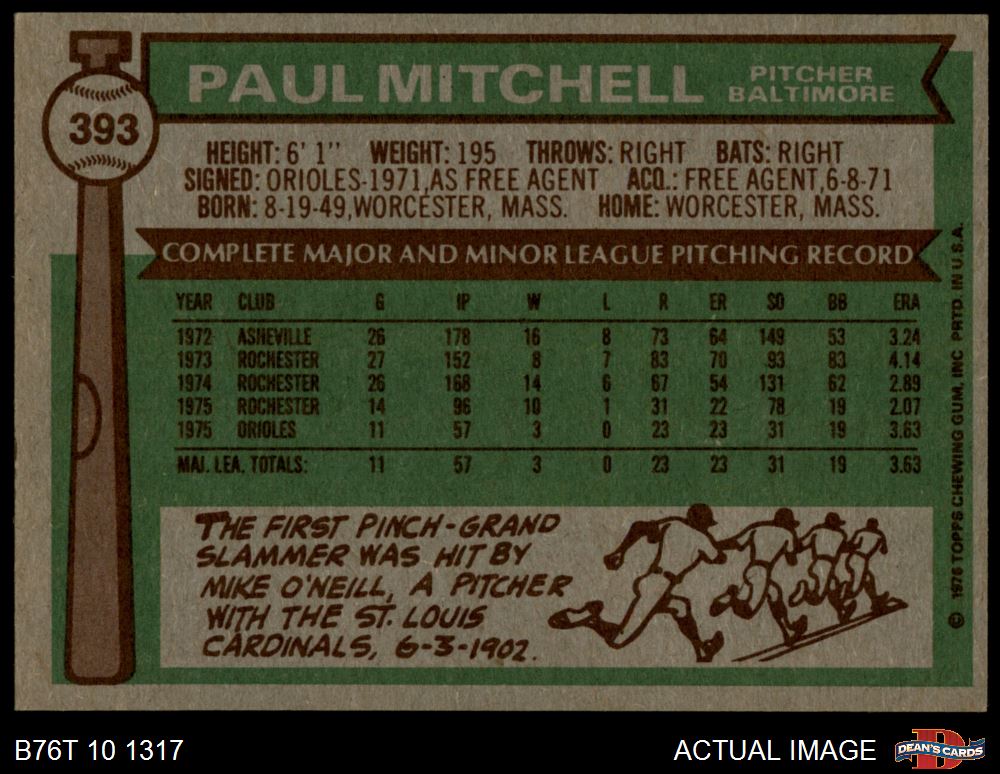 393
PAUL MITCHELL
PITCHER
BALTIMORE
HEIGHT: 6' 1" WEIGHT: 195 THROWS: RIGHT BATS: RIGHT
SIGNED: ORIOLES-1971, AS FREE AGENT ACQ.: FREE AGENT, 6-8-71
BORN: 8-19-49, WORCESTER, MASS. HOME: WORCESTER, MASS.
COMPLETE MAJOR AND MINOR LEAGUE PITCHING RECORD
YEAR CLUB G IP W L R ER SO BB ERA
1972 ASHEVILLE 26 178 16 8 73 64 149 53 3.24
1973 ROCHESTER 27 152 8 7 83 70 93 83 4.14
1974 ROCHESTER 26 168 14 6 67 54 131 62 2.89
1975 ROCHESTER 14 96 10 1 31 22 78 19 2.07
1975 ORIOLES 11 57 3 0 23 23 31 19 3.63
MAJ. LEA. TOTALS: 11 57 3 0 23 23 31 19 3.63
THE FIRST PINCH-GRAND
SLAMMER WAS HIT BY
MIKE O'NEILL, A PITCHER
WITH THE ST. LOUIS
CARDINALS, 6-3-1902.
© 1976 TOPPS CHEWING GUM, INC PRTD. IN U.S.A.
B76T 10 1317
ACTUAL IMAGE
D
DEAN'S CARDS